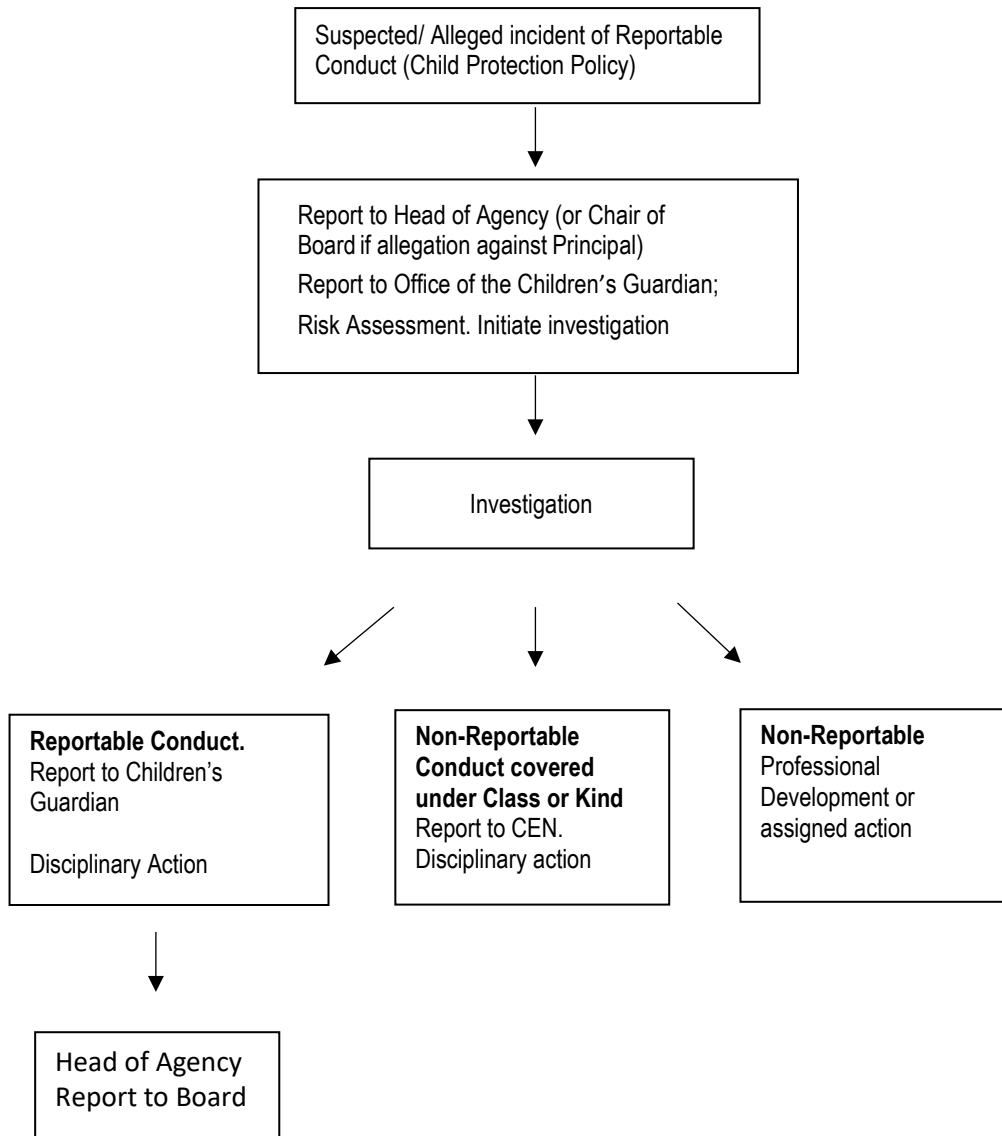 Suspected/ Alleged incident of Reportable
Conduct (Child Protection Policy)
Report to Head of Agency (or Chair of
Board if allegation against Principal)
Report to Office of the Children’s Guardian;
Risk Assessment. Initiate investigation
Investigation
Reportable Conduct.
Report to Children’s
Guardian
Disciplinary Action
Non-Reportable
Conduct covered
under Class or Kind
Report to CEN.
Disciplinary action
Non-Reportable
Professional
Development or
assigned action
Head of Agency
Report to Board